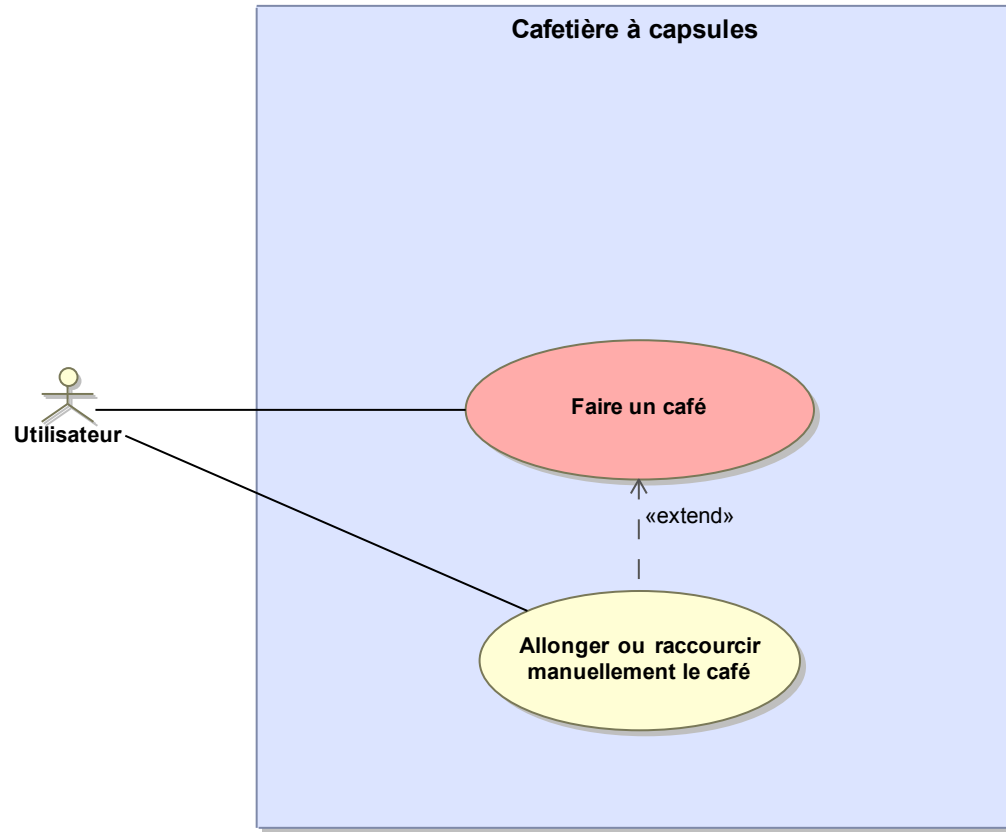 Cafetière à capsules
Faire un café
Utilisateur
«extend»
Allonger ou raccourcir
manuellement le café